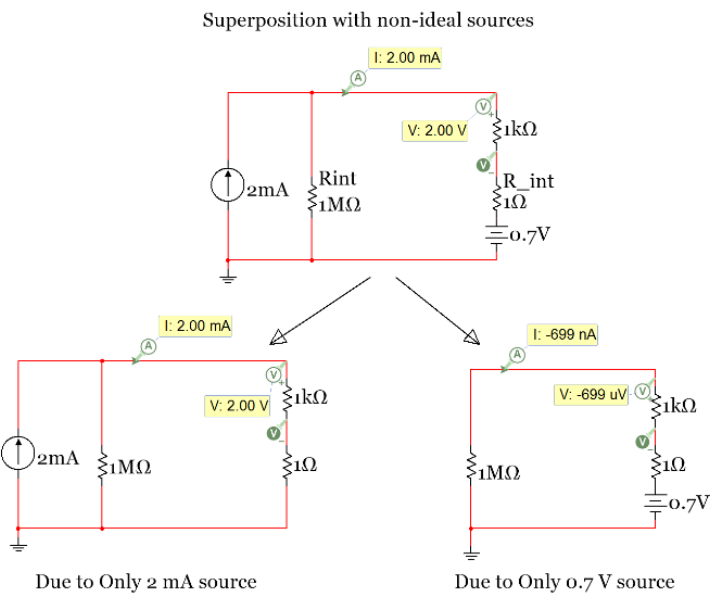 Superposition with non-ideal sources
I: 2.00 mA
A
V
+
V: 2.00 V
1kΩ
V
-
2mA
Rint
1MΩ
R_int
1Ω
0.7V
I: 2.00 mA
A
V
+
V: 2.00 V
1kΩ
V
-
2mA
1MΩ
1Ω
I: -699 nA
A
V: -699 uV
V
+
1kΩ
V
-
1MΩ
1Ω
0.7V
Due to Only 2 mA source
Due to Only 0.7 V source